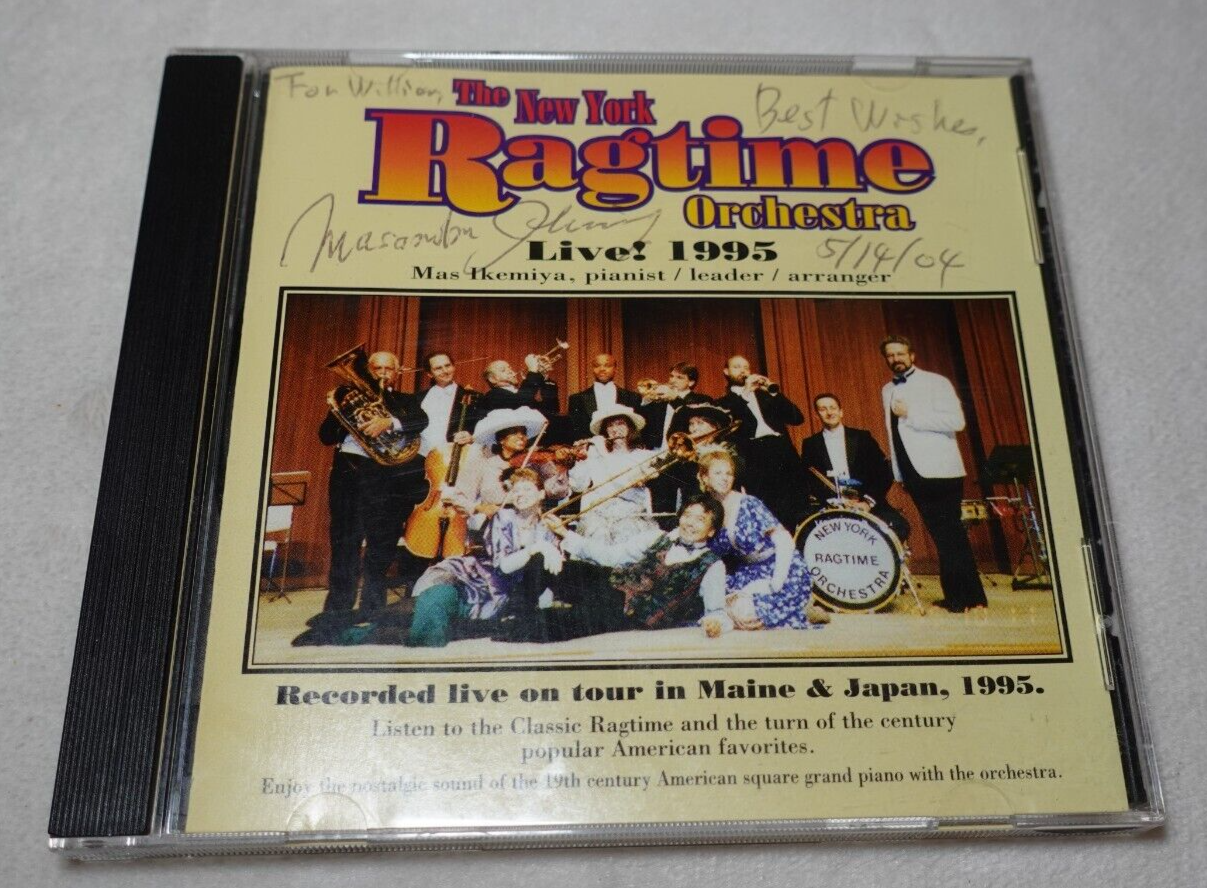 For William,
Best Wishes,
The New York
Ragtime
Orchestra
Live! 1995
5/14/04
Mas Ikemiya, pianist / leader / arranger
NEW YORK
RAGTIME
ORCHESTRA
Recorded live on tour in Maine & Japan, 1995.
Listen to the Classic Ragtime and the turn of the century
popular American favorites.
Enjoy the nostalgic sound of the 19th century American square grand piano with the orchestra.